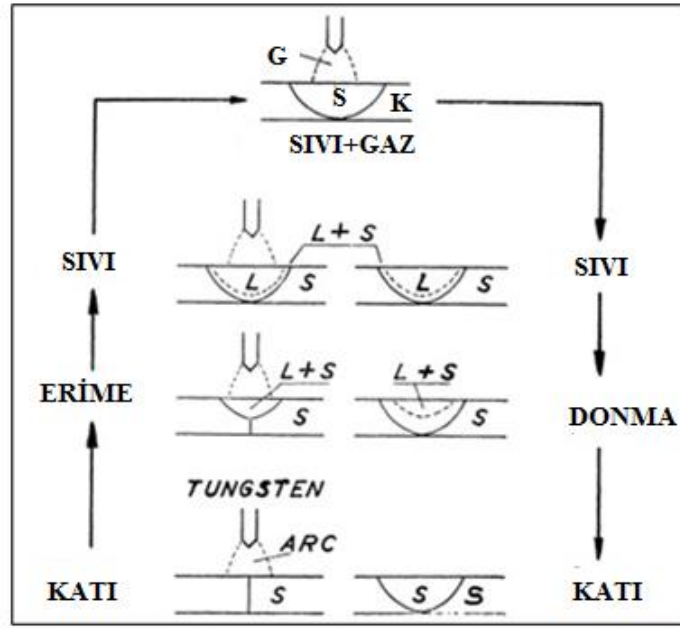 G
S
K
SIVI+GAZ
L + S
SIVI
L
S
L
S
SIVI
L+S
L+S
ERİME
S
S
DONMA
TUNGSTEN
ARC
KATI
S
S
S
KATI